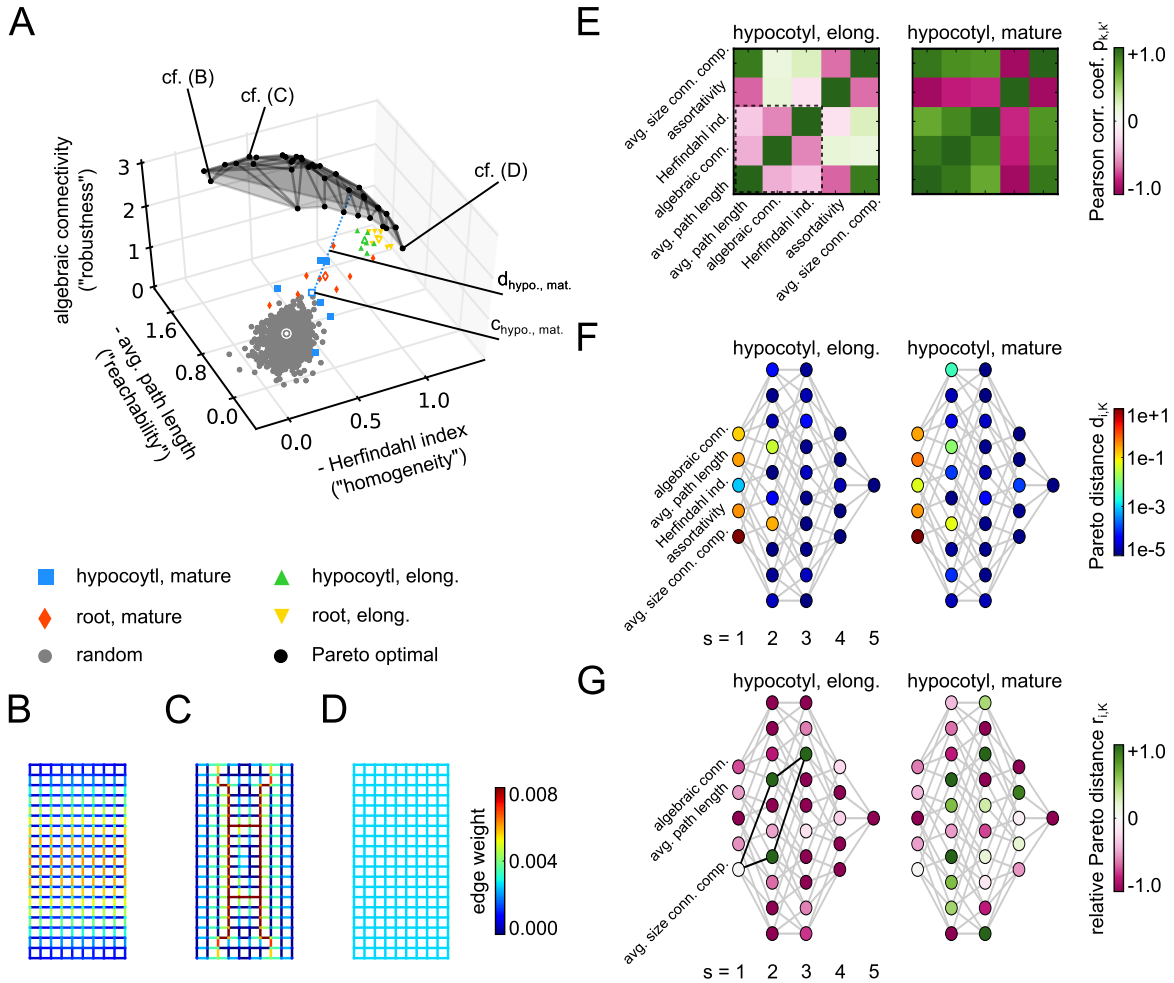 A
cf. (B)
cf. (C)
cf. (D)
algebraic connectivity
("robustness")
3
2
1
0
1.6
0.8
0.0
- avg. path length
("reachability")
0.0
0.5
1.0
- Herfindahl index
("homogeneity")
dhypo., mat.
chypo., mat.
hypocoytl, mature
hypocoytl, elong.
root, mature
root, elong.
random
Pareto optimal
B
C
D
0.008
0.004
0.000
edge weight
E
hypocotyl, elong.
hypocotyl, mature
avg. size conn. comp.
assortativity
Herfindahl ind.
algebraic conn.
avg. path length
avg. path length
algebraic conn.
Herfindahl ind.
assortativity
avg. size conn. comp.
+1.0
0
-1.0
Pearson corr. coef. pk,k'
F
hypocotyl, elong.
hypocotyl, mature
algebraic conn.
avg. path length
Herfindahl ind.
assortativity
avg. size conn. comp.
s = 1 2 3 4 5
1e+1
1e-1
1e-3
1e-5
Pareto distance di,K
G
hypocotyl, elong.
hypocotyl, mature
algebraic conn.
avg. path length
avg. size conn. comp.
s = 1 2 3 4 5
+1.0
0
-1.0
relative Pareto distance ri,K